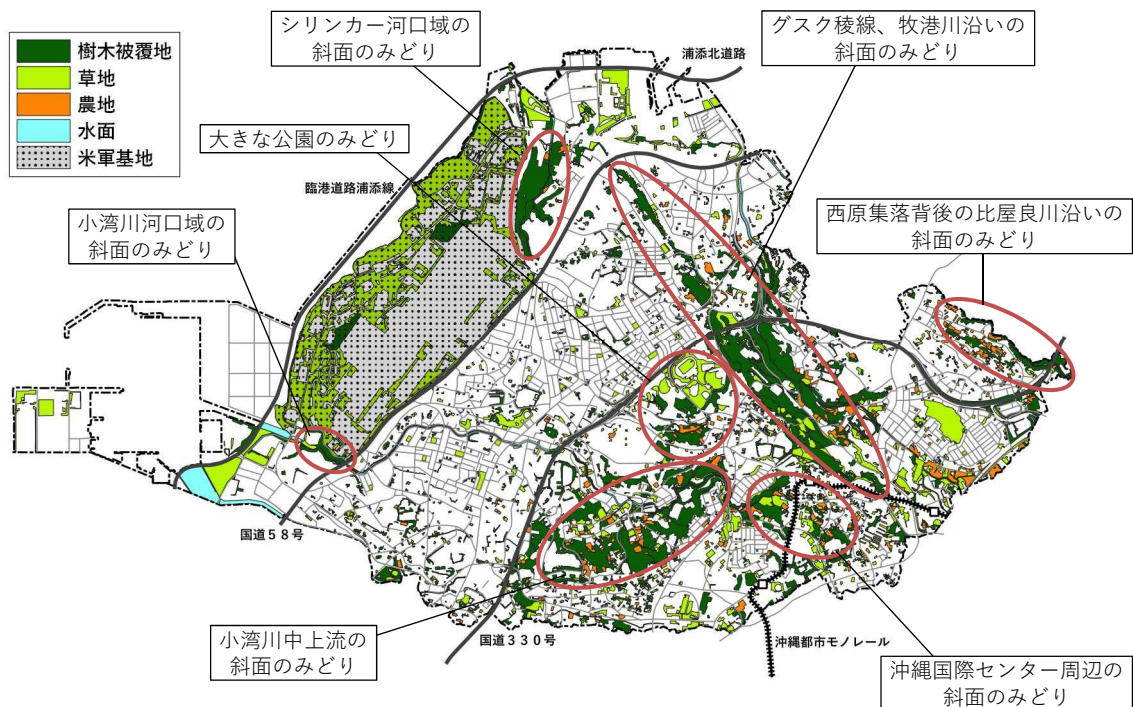 樹木被覆地
草地
農地
水面
米軍基地
シリンカー河口域の
斜面のみどり
グスク稜線、牧港川沿いの
斜面のみどり
浦添北道路
大きな公園のみどり
臨港道路浦添線
小湾川河口域の
斜面のみどり
西原集落背後の比屋良川沿いの
斜面のみどり
国道58号
国道330号
小湾川中上流の
斜面のみどり
沖縄都市モノレール
沖縄国際センター周辺の
斜面のみどり